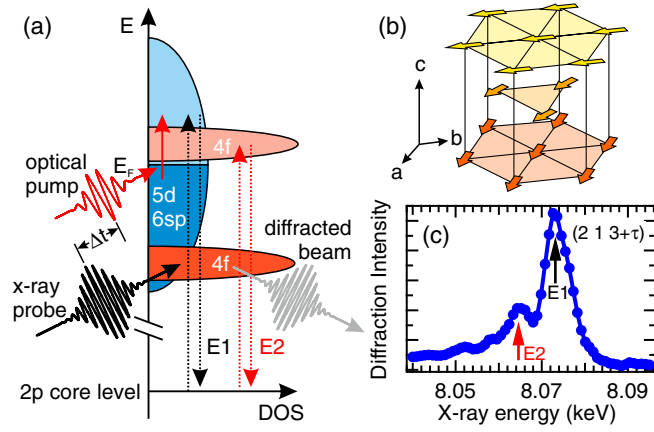 (a)
E
4f
optical
pump
E_F
5d
6sp
Δt
x-ray
probe
4f
diffracted
beam
E1
E2
2p core level
DOS
(b)
c
b
a
(c)
(2 1 3+τ)
E1
E2
Diffraction Intensity
8.05 8.07 8.09
X-ray energy (keV)